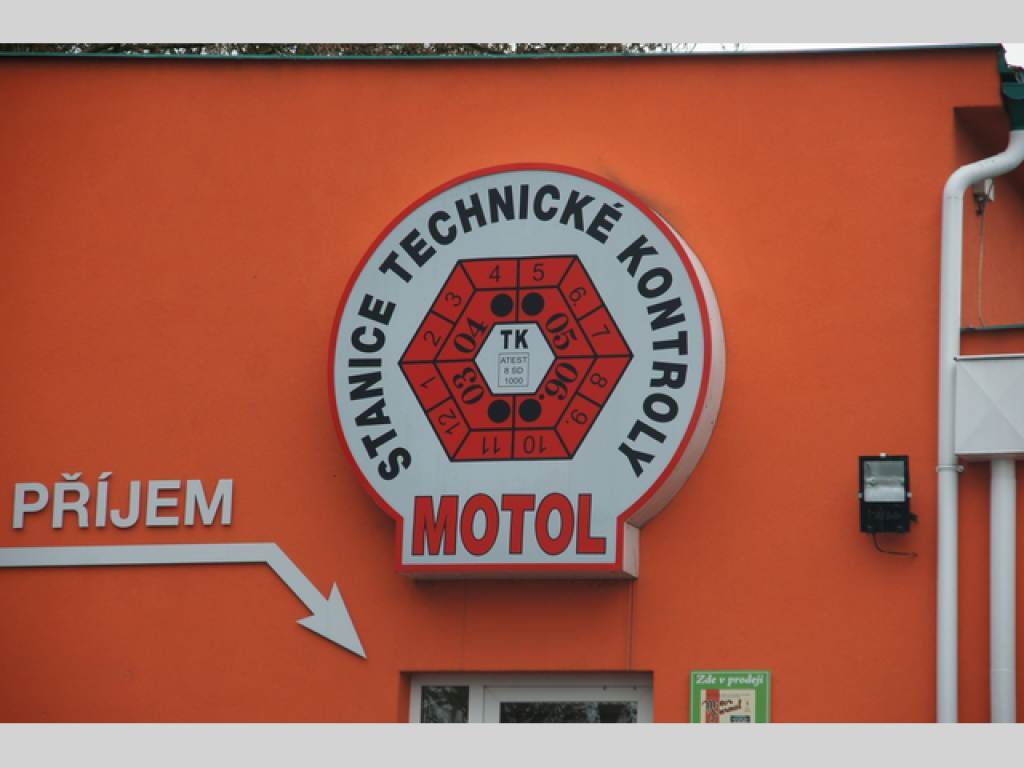 STANICE TECHNICKÉ KONTROLY
4 5
3 6.
2 7
1 8
12 9.
11 10
04 05
03 06.
TK
ATEST
8 SD
1000
MOTOL
PŘÍJEM
Zde v prodeji